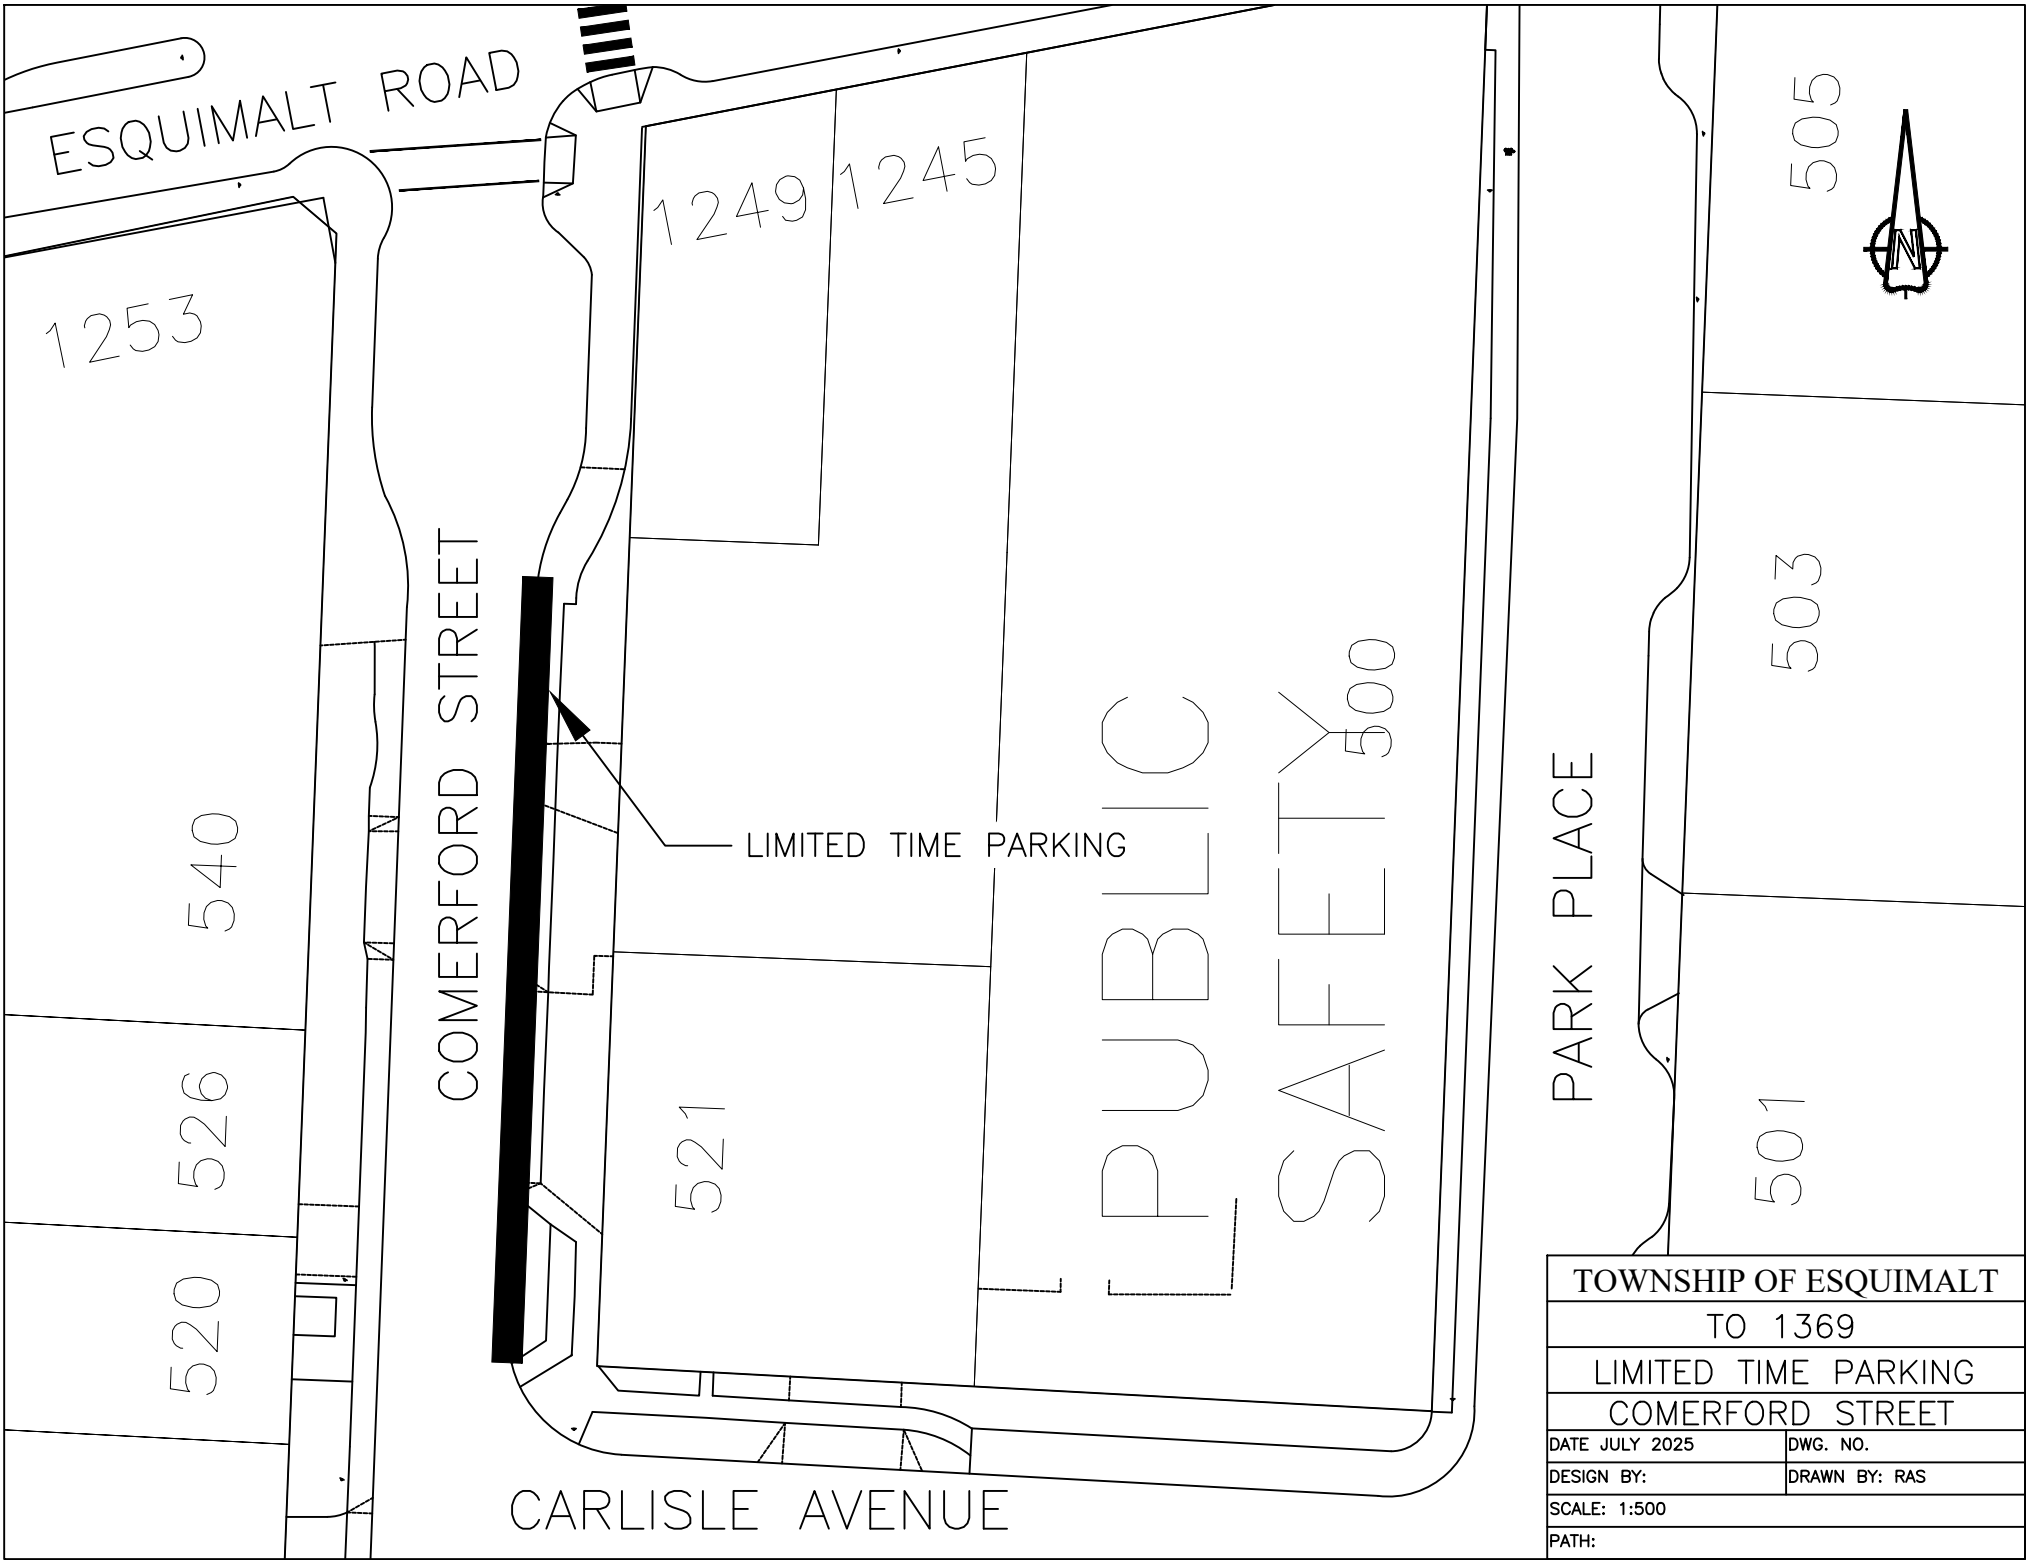 ESQUIMALT ROAD
1253
1249
1245
505
N
503
COMERFORD STREET
LIMITED TIME PARKING
PUBLIC
SAFETY
500
PARK PLACE
540
526
520
521
501
CARLISLE AVENUE
TOWNSHIP OF ESQUIMALT
TO 1369
LIMITED TIME PARKING
COMERFORD STREET
DATE JULY 2025
DWG. NO.
DESIGN BY:
DRAWN BY: RAS
SCALE: 1:500
PATH: